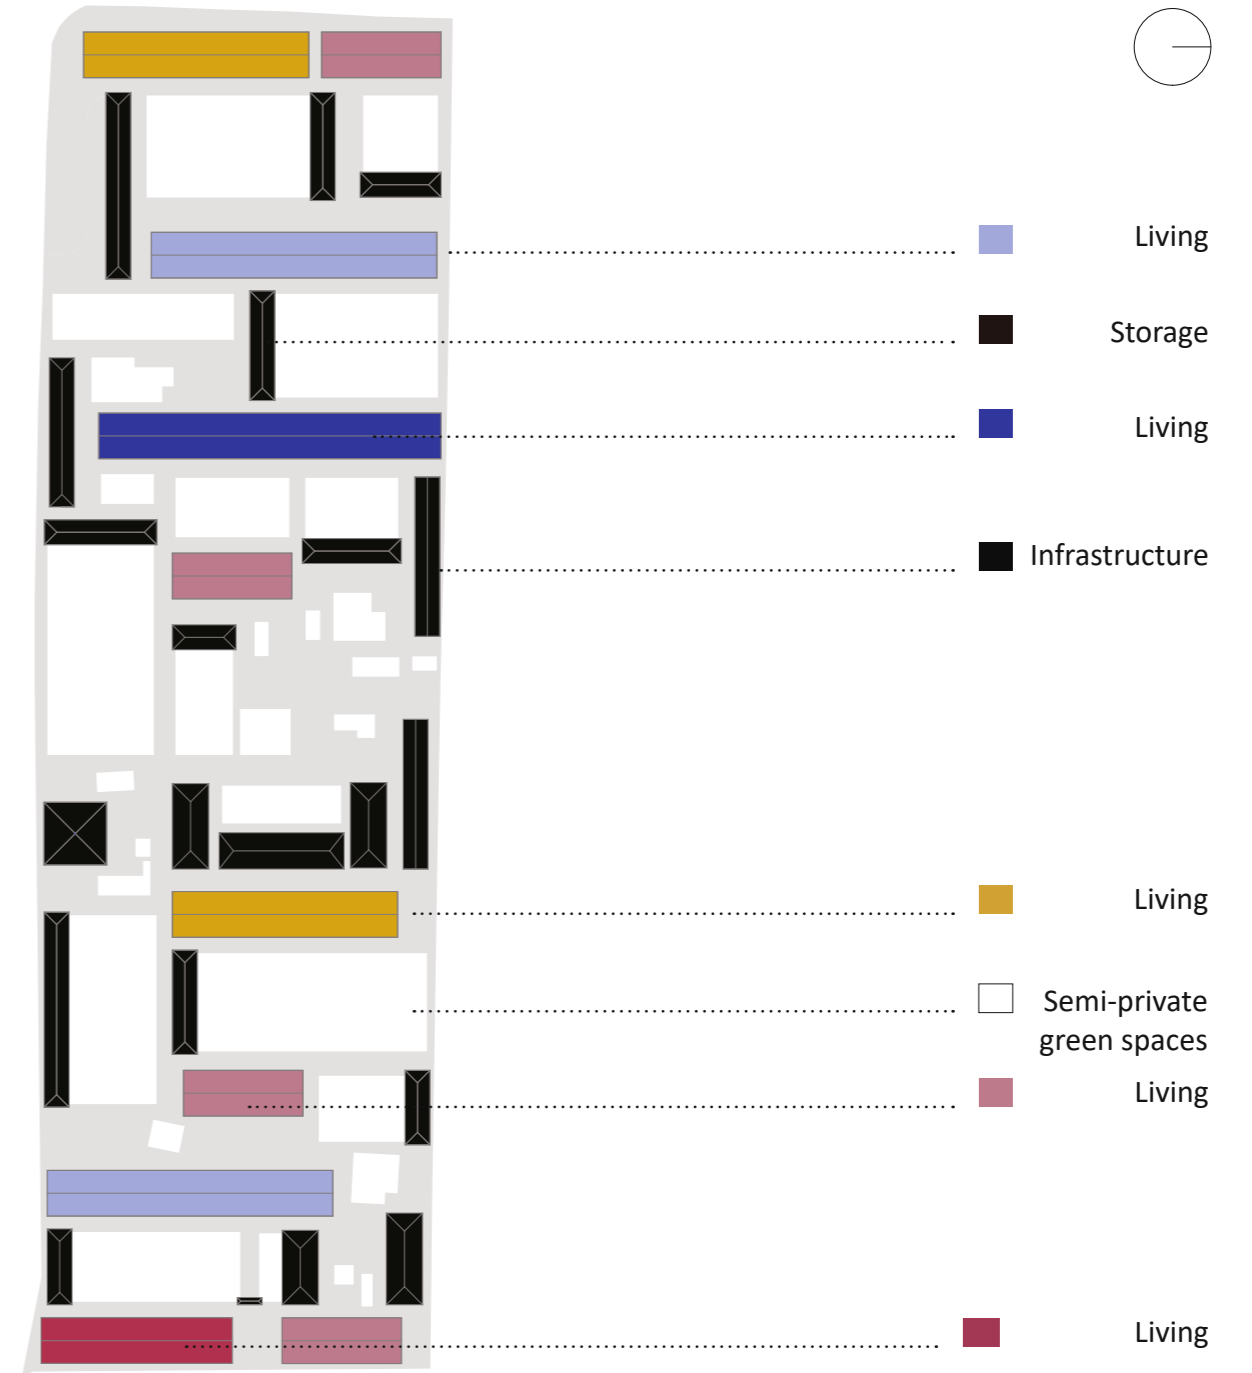 Living
Storage
Living
Infrastructure
Living
Semi-private
green spaces
Living
Living